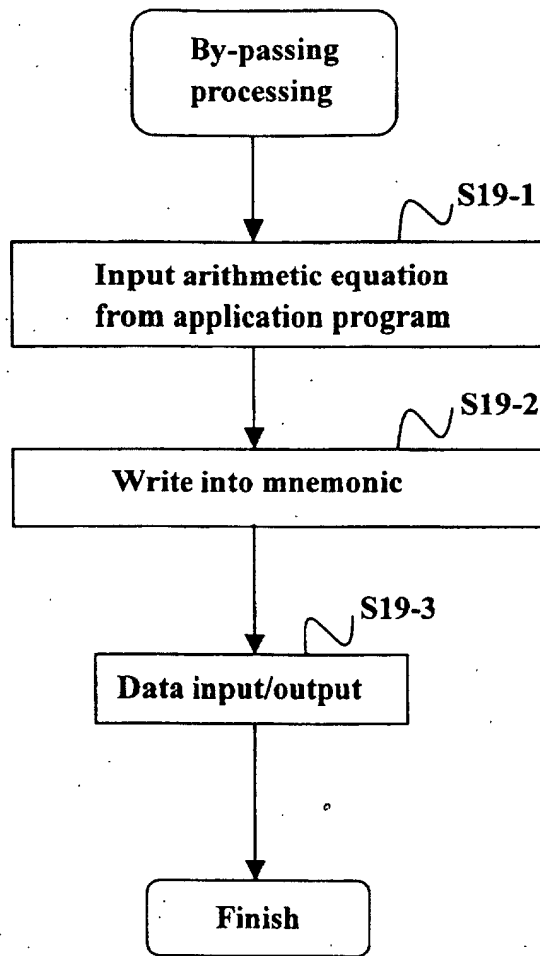 By-passing
processing
S19-1
Input arithmetic equation
from application program
S19-2
Write into mnemonic
S19-3
Data input/output
Finish